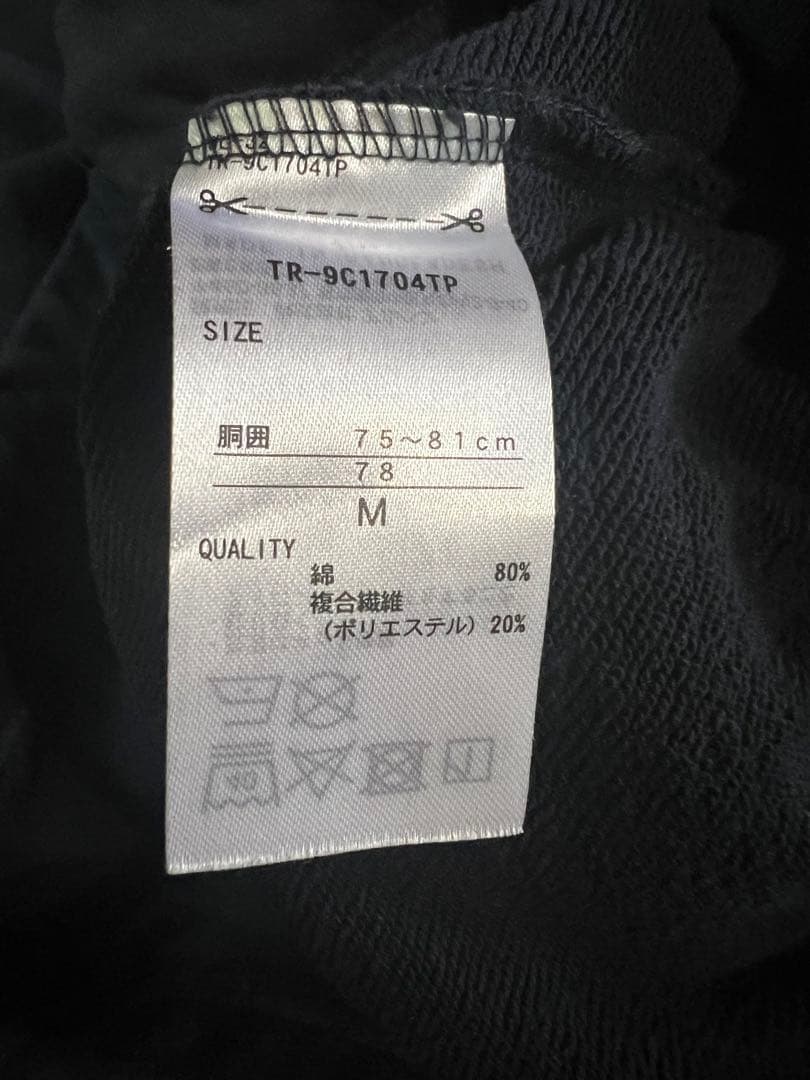 TR-9C1704TP
TR-9C1704TP
SIZE
胴囲 75～81cm
78
M
QUALITY
綿 80%
複合繊維
(ポリエステル) 20%